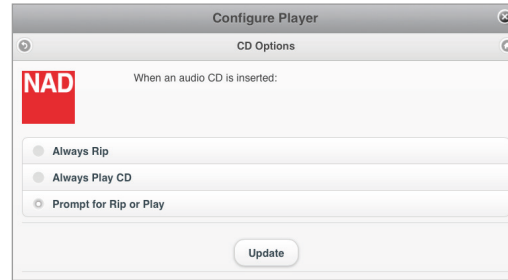 Configure Player
CD Options
NAD
When an audio CD is inserted:
Always Rip
Always Play CD
Prompt for Rip or Play
Update